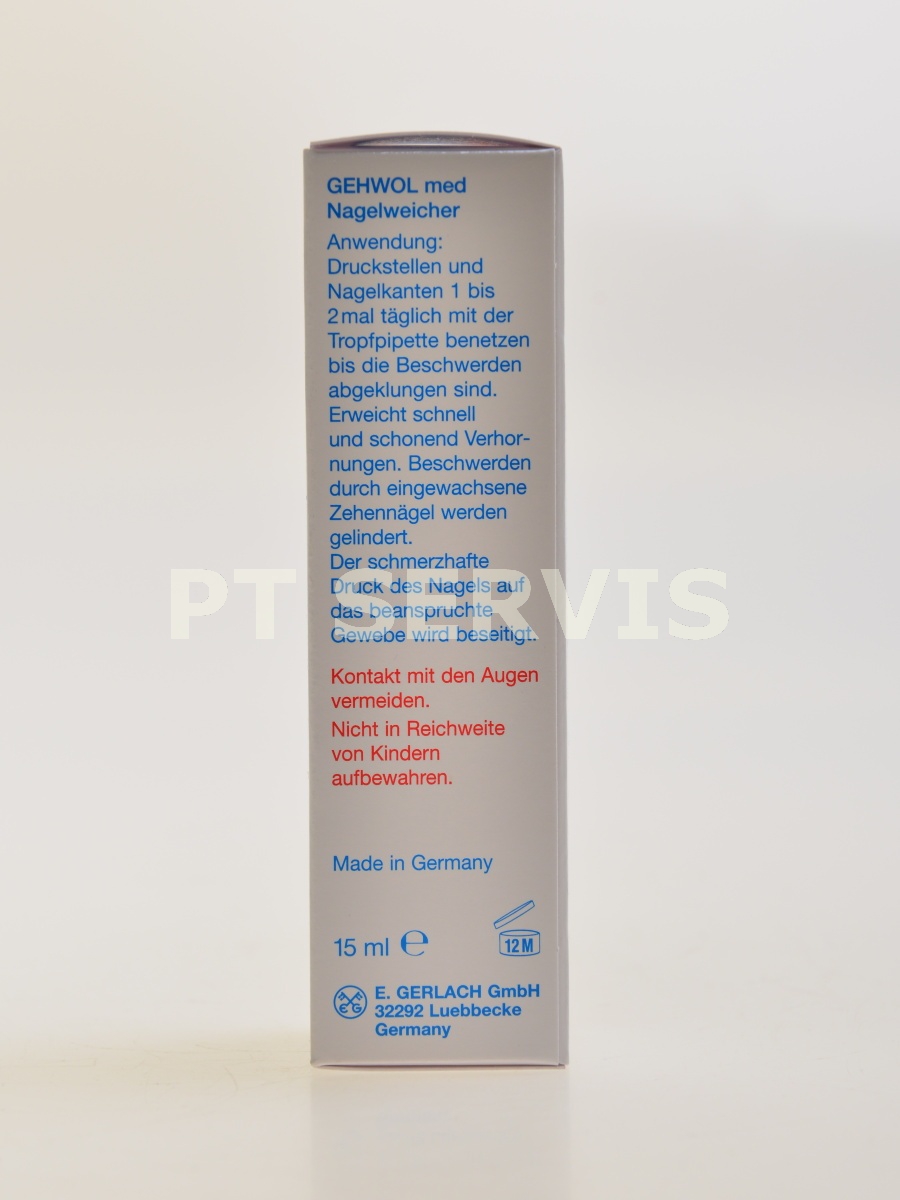 GEHWOL med
Nagelweicher
Anwendung:
Druckstellen und
Nagelkanten 1 bis
2mal täglich mit der
Tropfpipette benetzen
bis die Beschwerden
abgeklungen sind.
Erweicht schnell
und schonend Verhor-
nungen. Beschwerden
durch eingewachsene
Zehennägel werden
gelindert.
Der schmerzhafte
Druck des Nagels auf
das beanspruchte
Gewebe wird beseitigt.
PT SERVIS
Kontakt mit den Augen
vermeiden.
Nicht in Reichweite
von Kindern
aufbewahren.
Made in Germany
15 ml ℮
12 M
E G
E. GERLACH GmbH
32292 Luebbecke
Germany